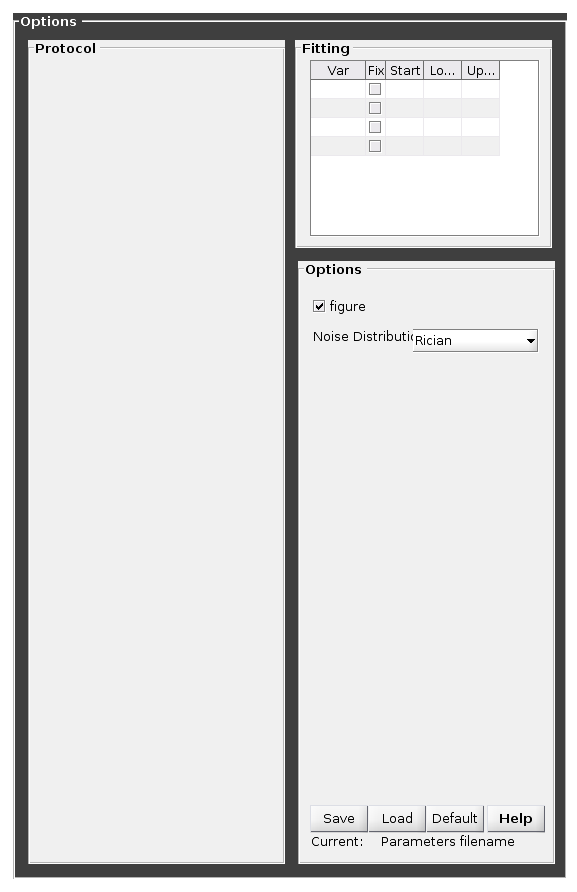 Options
Protocol
Fitting
Var Fix Start Lo... Up...
Options
figure
Noise Distributic Rician
Save Load Default Help
Current: Parameters filename